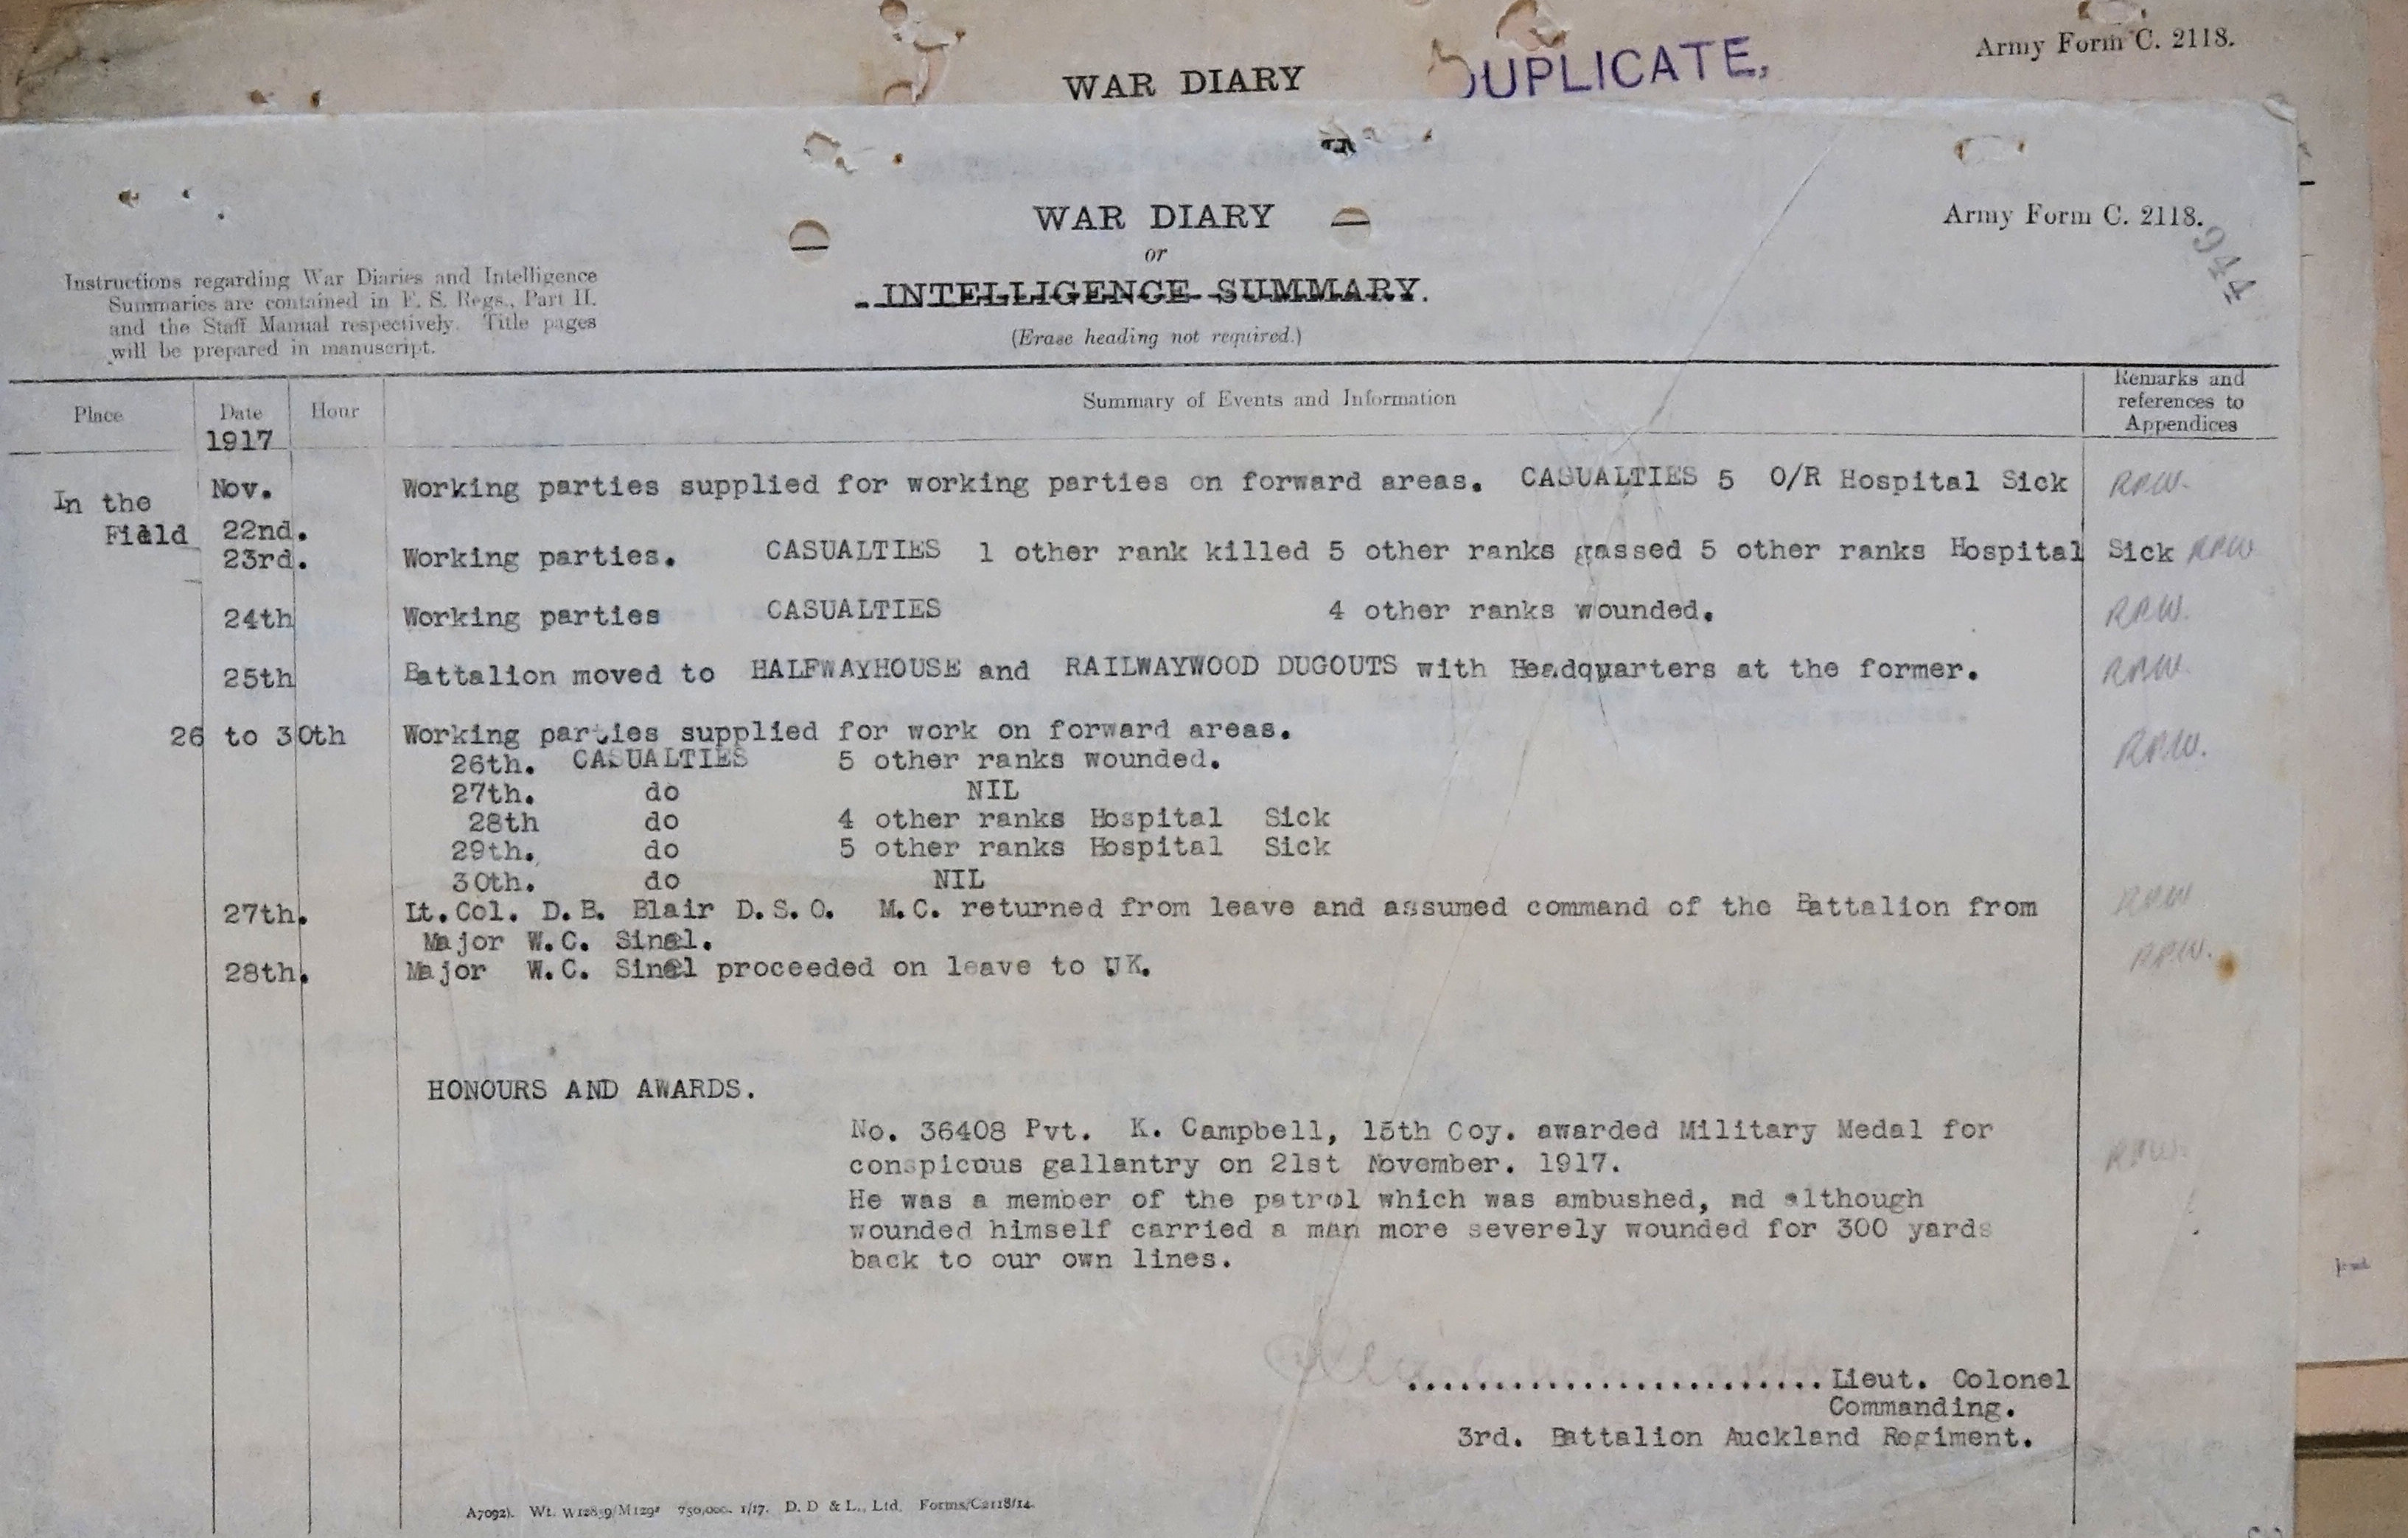 WAR DIARY
DUPLICATE,
Army Form C. 2118.
WAR DIARY
or
INTELLIGENCE SUMMARY.
(Erase heading not required.)
Army Form C. 2118.
944
Instructions regarding War Diaries and Intelligence
Summaries are contained in F. S. Regs., Part II.
and the Staff Manual respectively. Title pages
will be prepared in manuscript.
Place
Date
Hour
Summary of Events and Information
Remarks and
references to
Appendices
1917
In the
Field
Nov.
22nd.
Working parties supplied for working parties on forward areas. CASUALTIES 5 O/R Hospital Sick
23rd. Working parties. CASUALTIES 1 other rank killed 5 other ranks gassed 5 other ranks Hospital Sick
24th Working parties CASUALTIES 4 other ranks wounded.
25th Battalion moved to HALFWAYHOUSE and RAILWAYWOOD DUGOUTS with Headquarters at the former.
26 to 30th Working parties supplied for work on forward areas.
26th. CASUALTIES 5 other ranks wounded.
27th. do NIL
28th do 4 other ranks Hospital Sick
29th. do 5 other ranks Hospital Sick
30th. do NIL
27th. Lt.Col. D.B. Blair D.S.O. M.C. returned from leave and assumed command of the Battalion from
Major W.C. Sinel.
28th. Major W.C. Sinel proceeded on leave to UK.
HONOURS AND AWARDS.
No. 36408 Pvt. K. Campbell, 15th Coy. awarded Military Medal for
conspicous gallantry on 21st November. 1917.
He was a member of the patrol which was ambushed, nd although
wounded himself carried a man more severely wounded for 300 yards
back to our own lines.
........................Lieut. Colonel
Commanding.
3rd. Battalion Auckland Regiment.
750,000. 1/17. D. D & L., Ltd. Forms/C2118/14.